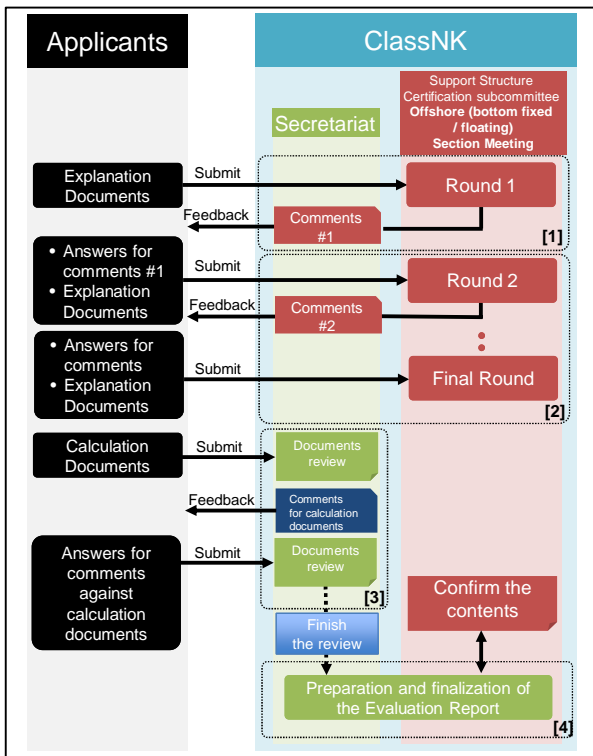 Applicants
ClassNK
Secretariat
Support Structure
Certification subcommittee
Offshore (bottom fixed
/ floating)
Section Meeting
Explanation
Documents
Submit
Round 1
Feedback
Comments
#1
[1]
• Answers for
comments #1
• Explanation
Documents
Submit
Round 2
Feedback
Comments
#2
• Answers for
comments
• Explanation
Documents
Submit
Final Round
[2]
Calculation
Documents
Submit
Documents
review
Feedback
Comments
for calculation
documents
Answers for
comments
against
calculation
documents
Submit
Documents
review
[3]
Confirm the
contents
Finish
the review
Preparation and finalization of
the Evaluation Report
[4]